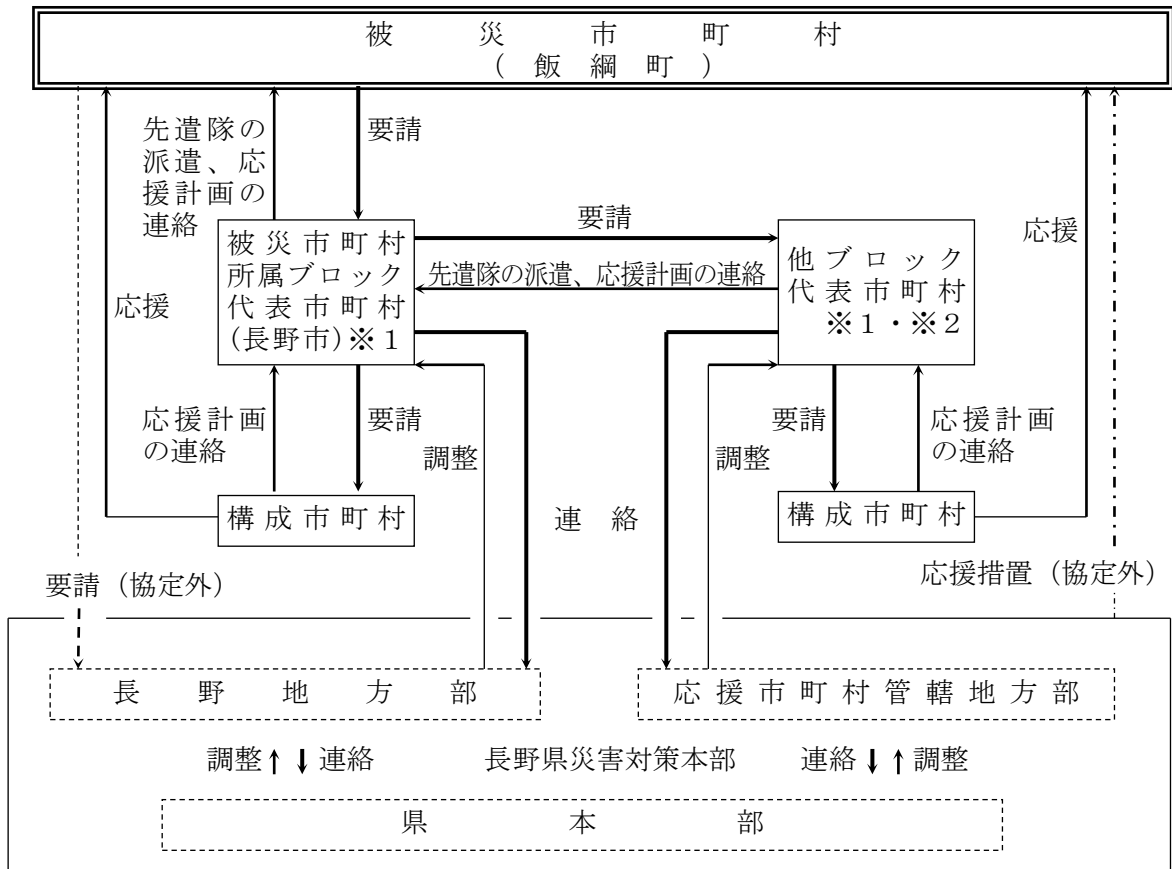 被災市町村
（飯綱町）
先遣隊の
派遣、応
援計画の
連絡
要請
応援
被災市町村
所属ブロック
代表市町村
(長野市)※１
要請
先遣隊の派遣、応援計画の連絡
他ブロック
代表市町村
※１・※２
応援
応援計画
の連絡
要請
調整
連絡
調整
要請
応援計画
の連絡
構成市町村
構成市町村
要請（協定外）
応援措置（協定外）
長野地方部
応援市町村管轄地方部
調整 連絡
長野県災害対策本部
連絡 調整
県本部